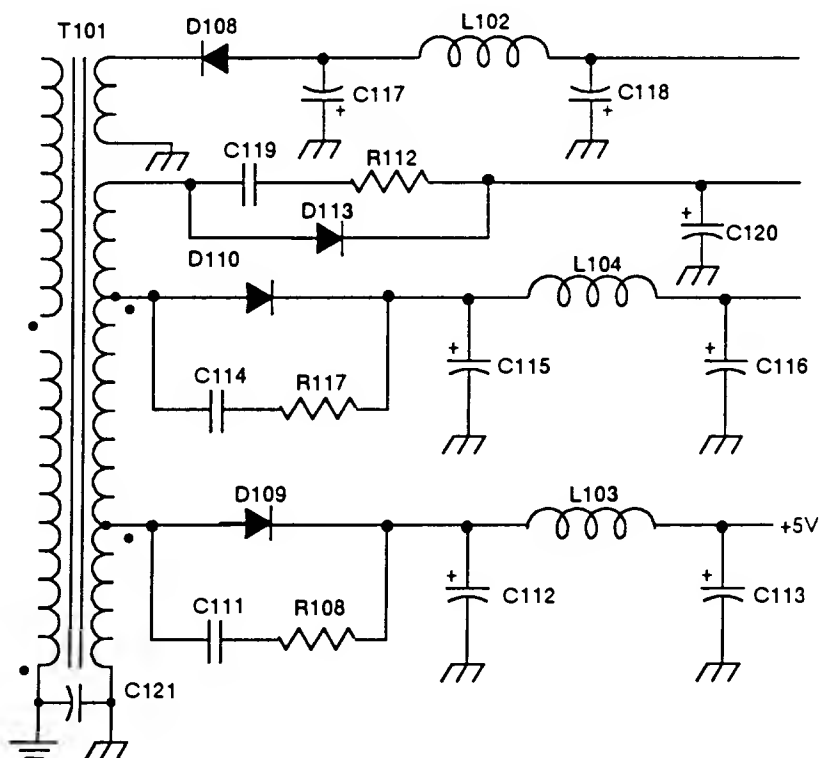 T101
D108
L102
C117
+
C118
+
C119
R112
D113
+
C120
D110
L104
C114
R117
+
C115
+
C116
D109
L103
+5V
C111
R108
+
C112
+
C113
C121